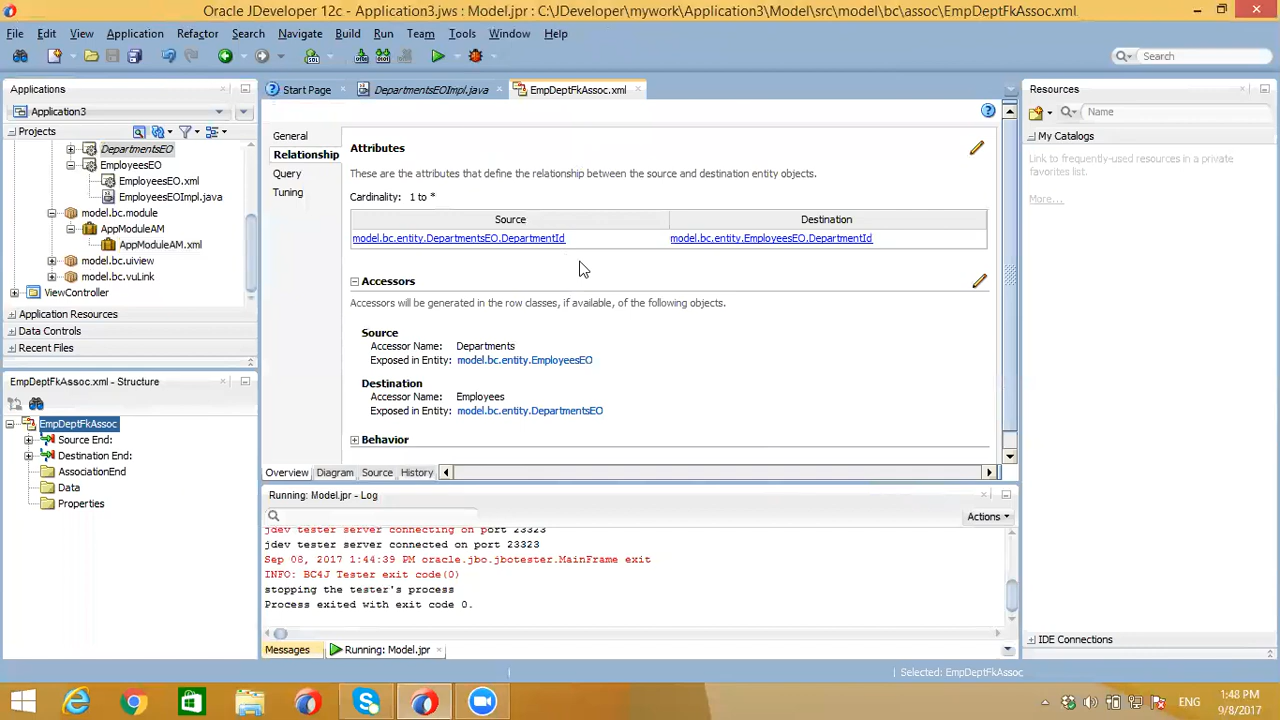 Oracle JDeveloper 12c - Application3.jws : Model.jpr : C:\JDeveloper\mywork\Application3\Model\src\model\bc\assoc\EmpDeptFkAssoc.xml
File Edit View Application Refactor Search Navigate Build Run Team Tools Window Help
Search
Applications
Application3
Projects
DepartmentsEO
EmployeesEO
EmployeesEO.xml
EmployeesEOImpl.java
model.bc.module
AppModuleAM
AppModuleAM.xml
model.bc.uiview
model.bc.vuLink
ViewController
Application Resources
Data Controls
Recent Files
EmpDeptFkAssoc.xml - Structure
EmpDeptFkAssoc
Source End:
Destination End:
AssociationEnd
Data
Properties
Start Page DepartmentsEOImpl.java EmpDeptFkAssoc.xml
General
Relationship
Query
Tuning
Attributes
These are the attributes that define the relationship between the source and destination entity objects.
Cardinality: 1 to *
Source Destination
model.bc.entity.DepartmentsEO.DepartmentId model.bc.entity.EmployeesEO.DepartmentId
Accessors
Accessors will be generated in the row classes, if available, of the following objects.
Source
Accessor Name: Departments
Exposed in Entity: model.bc.entity.EmployeesEO
Destination
Accessor Name: Employees
Exposed in Entity: model.bc.entity.DepartmentsEO
Behavior
Overview Diagram Source History
Running: Model.jpr - Log
Actions
jdev tester server connecting on port 23323
jdev tester server connected on port 23323
Sep 08, 2017 1:44:39 PM oracle.jbo.jbotester.MainFrame exit
INFO: BC4J Tester exit code(0)
stopping the tester's process
Process exited with exit code 0.
Messages Running: Model.jpr
Resources
Name
My Catalogs
Link to frequently-used resources in a private
favorites list.
More...
IDE Connections
Selected: EmpDeptFkAssoc
ENG
1:48 PM
9/8/2017